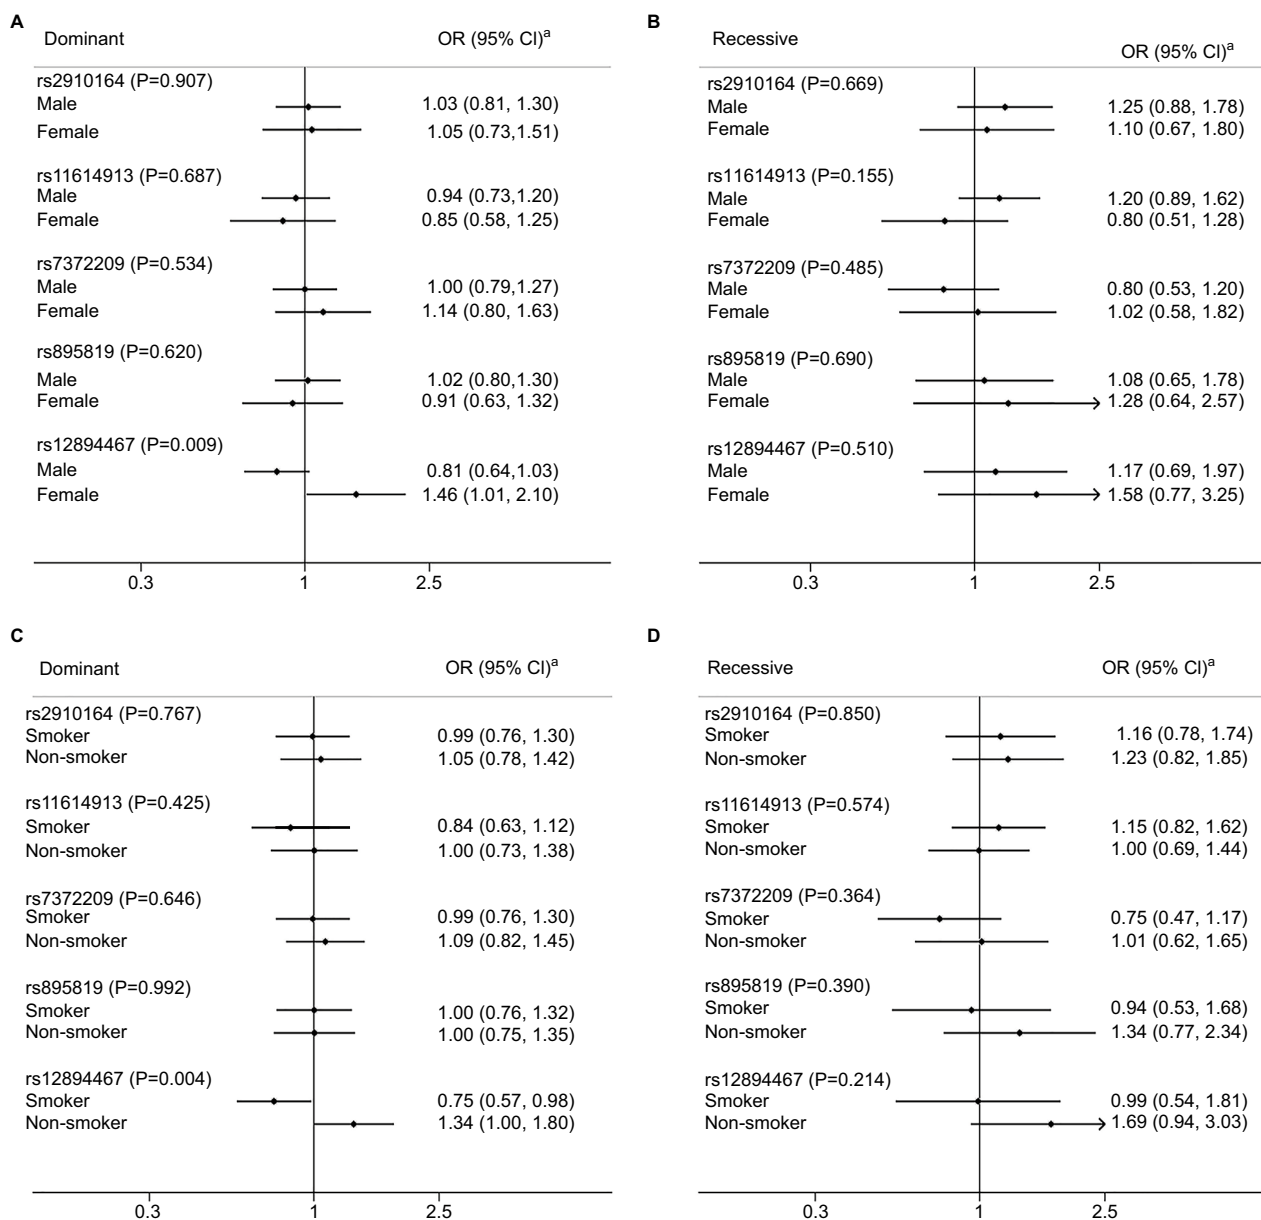 A
Dominant OR (95% CI)a
rs2910164 (P=0.907)
Male 1.03 (0.81, 1.30)
Female 1.05 (0.73,1.51)
rs11614913 (P=0.687)
Male 0.94 (0.73,1.20)
Female 0.85 (0.58, 1.25)
rs7372209 (P=0.534)
Male 1.00 (0.79,1.27)
Female 1.14 (0.80, 1.63)
rs895819 (P=0.620)
Male 1.02 (0.80,1.30)
Female 0.91 (0.63, 1.32)
rs12894467 (P=0.009)
Male 0.81 (0.64,1.03)
Female 1.46 (1.01, 2.10)
0.3 1 2.5
B
Recessive OR (95% CI)a
rs2910164 (P=0.669)
Male 1.25 (0.88, 1.78)
Female 1.10 (0.67, 1.80)
rs11614913 (P=0.155)
Male 1.20 (0.89, 1.62)
Female 0.80 (0.51, 1.28)
rs7372209 (P=0.485)
Male 0.80 (0.53, 1.20)
Female 1.02 (0.58, 1.82)
rs895819 (P=0.690)
Male 1.08 (0.65, 1.78)
Female 1.28 (0.64, 2.57)
rs12894467 (P=0.510)
Male 1.17 (0.69, 1.97)
Female 1.58 (0.77, 3.25)
0.3 1 2.5
C
Dominant OR (95% CI)a
rs2910164 (P=0.767)
Smoker 0.99 (0.76, 1.30)
Non-smoker 1.05 (0.78, 1.42)
rs11614913 (P=0.425)
Smoker 0.84 (0.63, 1.12)
Non-smoker 1.00 (0.73, 1.38)
rs7372209 (P=0.646)
Smoker 0.99 (0.76, 1.30)
Non-smoker 1.09 (0.82, 1.45)
rs895819 (P=0.992)
Smoker 1.00 (0.76, 1.32)
Non-smoker 1.00 (0.75, 1.35)
rs12894467 (P=0.004)
Smoker 0.75 (0.57, 0.98)
Non-smoker 1.34 (1.00, 1.80)
0.3 1 2.5
D
Recessive OR (95% CI)a
rs2910164 (P=0.850)
Smoker 1.16 (0.78, 1.74)
Non-smoker 1.23 (0.82, 1.85)
rs11614913 (P=0.574)
Smoker 1.15 (0.82, 1.62)
Non-smoker 1.00 (0.69, 1.44)
rs7372209 (P=0.364)
Smoker 0.75 (0.47, 1.17)
Non-smoker 1.01 (0.62, 1.65)
rs895819 (P=0.390)
Smoker 0.94 (0.53, 1.68)
Non-smoker 1.34 (0.77, 2.34)
rs12894467 (P=0.214)
Smoker 0.99 (0.54, 1.81)
Non-smoker 1.69 (0.94, 3.03)
0.3 1 2.5